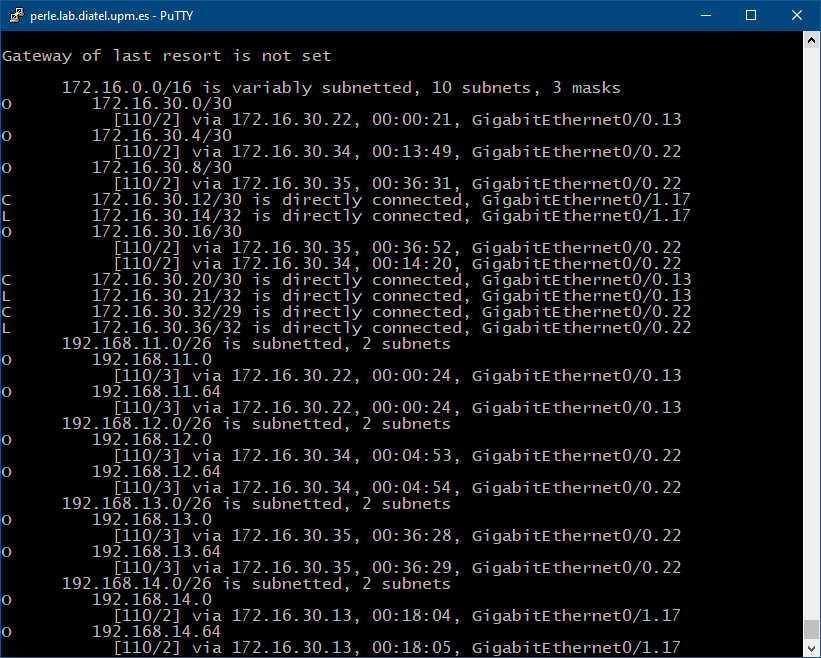 perle.lab.diatel.upm.es - PuTTY
Gateway of last resort is not set
172.16.0.0/16 is variably subnetted, 10 subnets, 3 masks
O 172.16.30.0/30
[110/2] via 172.16.30.22, 00:00:21, GigabitEthernet0/0.13
O 172.16.30.4/30
[110/2] via 172.16.30.34, 00:13:49, GigabitEthernet0/0.22
O 172.16.30.8/30
[110/2] via 172.16.30.35, 00:36:31, GigabitEthernet0/0.22
C 172.16.30.12/30 is directly connected, GigabitEthernet0/1.17
L 172.16.30.14/32 is directly connected, GigabitEthernet0/1.17
O 172.16.30.16/30
[110/2] via 172.16.30.35, 00:36:52, GigabitEthernet0/0.22
[110/2] via 172.16.30.34, 00:14:20, GigabitEthernet0/0.22
C 172.16.30.20/30 is directly connected, GigabitEthernet0/0.13
L 172.16.30.21/32 is directly connected, GigabitEthernet0/0.13
C 172.16.30.32/29 is directly connected, GigabitEthernet0/0.22
L 172.16.30.36/32 is directly connected, GigabitEthernet0/0.22
192.168.11.0/26 is subnetted, 2 subnets
O 192.168.11.0
[110/3] via 172.16.30.22, 00:00:24, GigabitEthernet0/0.13
O 192.168.11.64
[110/3] via 172.16.30.22, 00:00:24, GigabitEthernet0/0.13
192.168.12.0/26 is subnetted, 2 subnets
O 192.168.12.0
[110/3] via 172.16.30.34, 00:04:53, GigabitEthernet0/0.22
O 192.168.12.64
[110/3] via 172.16.30.34, 00:04:54, GigabitEthernet0/0.22
192.168.13.0/26 is subnetted, 2 subnets
O 192.168.13.0
[110/3] via 172.16.30.35, 00:36:28, GigabitEthernet0/0.22
O 192.168.13.64
[110/3] via 172.16.30.35, 00:36:29, GigabitEthernet0/0.22
192.168.14.0/26 is subnetted, 2 subnets
O 192.168.14.0
[110/3] via 172.16.30.13, 00:18:04, GigabitEthernet0/1.17
O 192.168.14.64
[110/3] via 172.16.30.13, 00:18:05, GigabitEthernet0/1.17